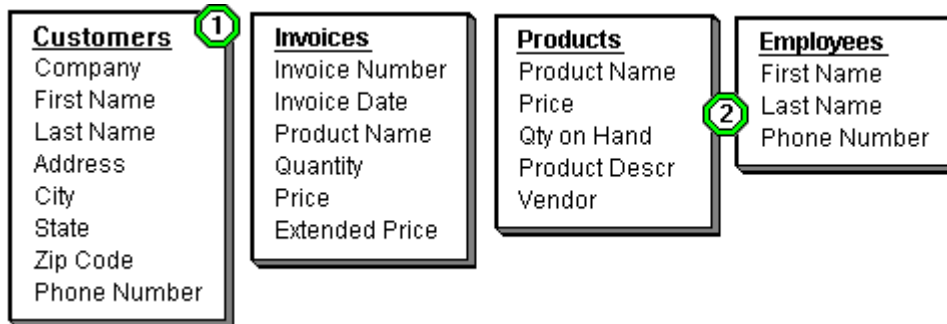 Customers
Company
First Name
Last Name
Address
City
State
Zip Code
Phone Number
1
Invoices
Invoice Number
Invoice Date
Product Name
Quantity
Price
Extended Price
Products
Product Name
Price
Qty on Hand
Product Descr
Vendor
2
Employees
First Name
Last Name
Phone Number